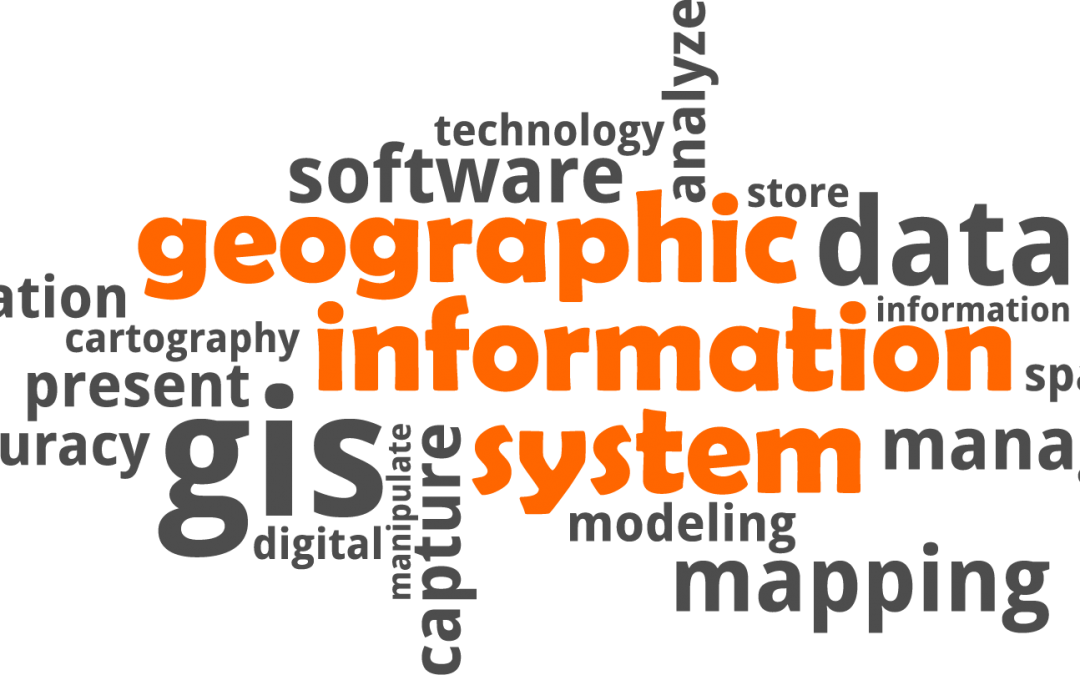 analyze
technology
software
store
geographic
data
ation
information
cartography
information
present
spa
gis
uracy
manipulate
capture
system
manag
digital
modeling
mapping